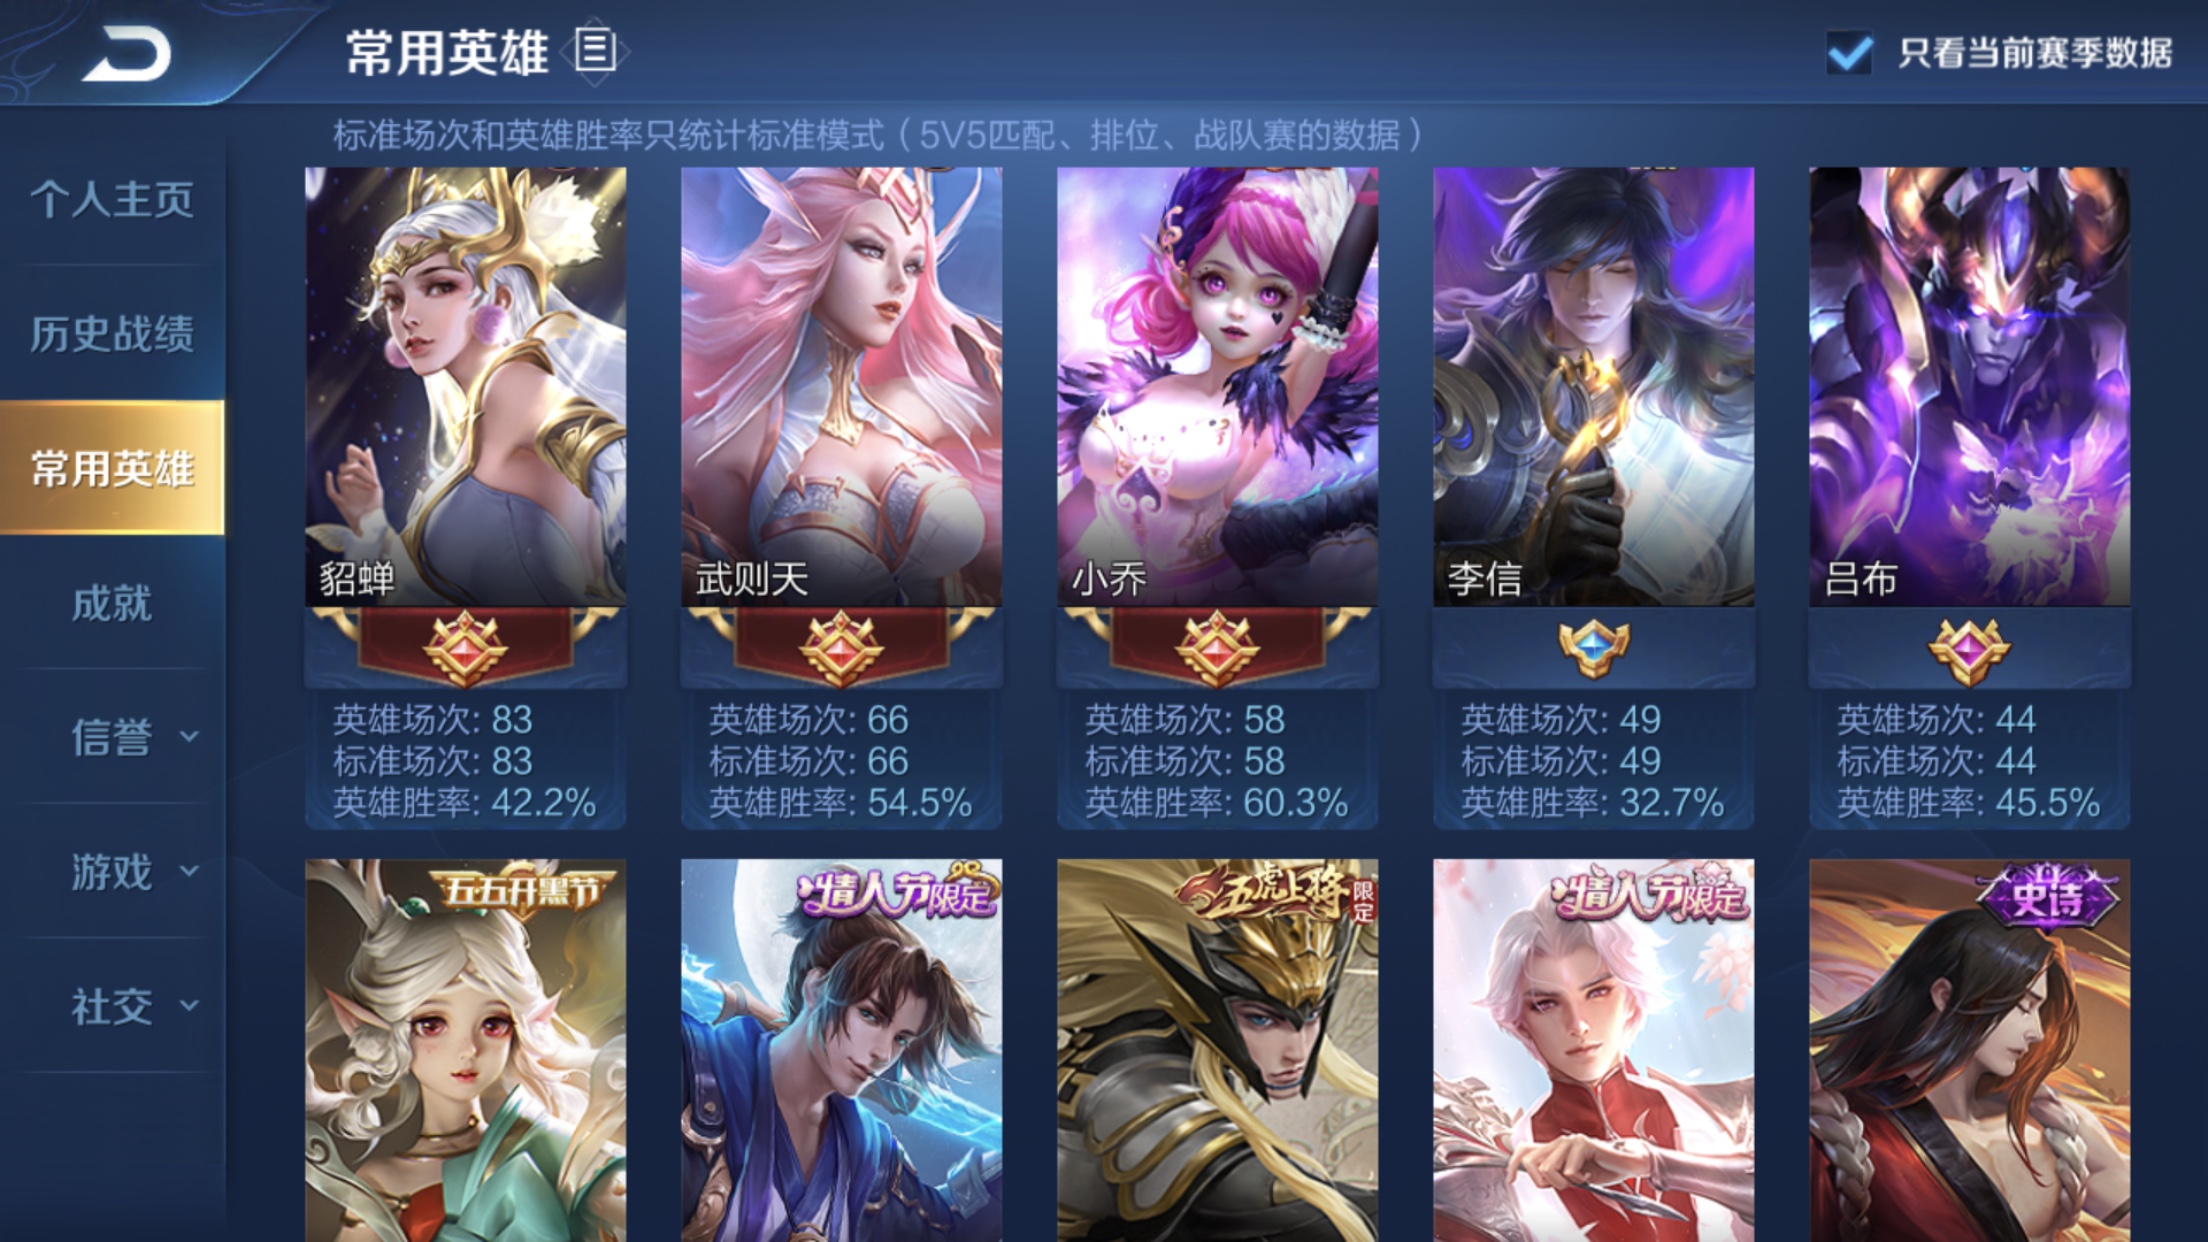 常用英雄
只看当前赛季数据
标准场次和英雄胜率只统计标准模式（5V5匹配、排位、战队赛的数据）
个人主页
历史战绩
常用英雄
成就
信誉
游戏
社交
貂蝉
武则天
小乔
李信
吕布
英雄场次: 83
标准场次: 83
英雄胜率: 42.2%
英雄场次: 66
标准场次: 66
英雄胜率: 54.5%
英雄场次: 58
标准场次: 58
英雄胜率: 60.3%
英雄场次: 49
标准场次: 49
英雄胜率: 32.7%
英雄场次: 44
标准场次: 44
英雄胜率: 45.5%
五五开黑节
情人节限定
五虎上将限定
情人节限定
史诗